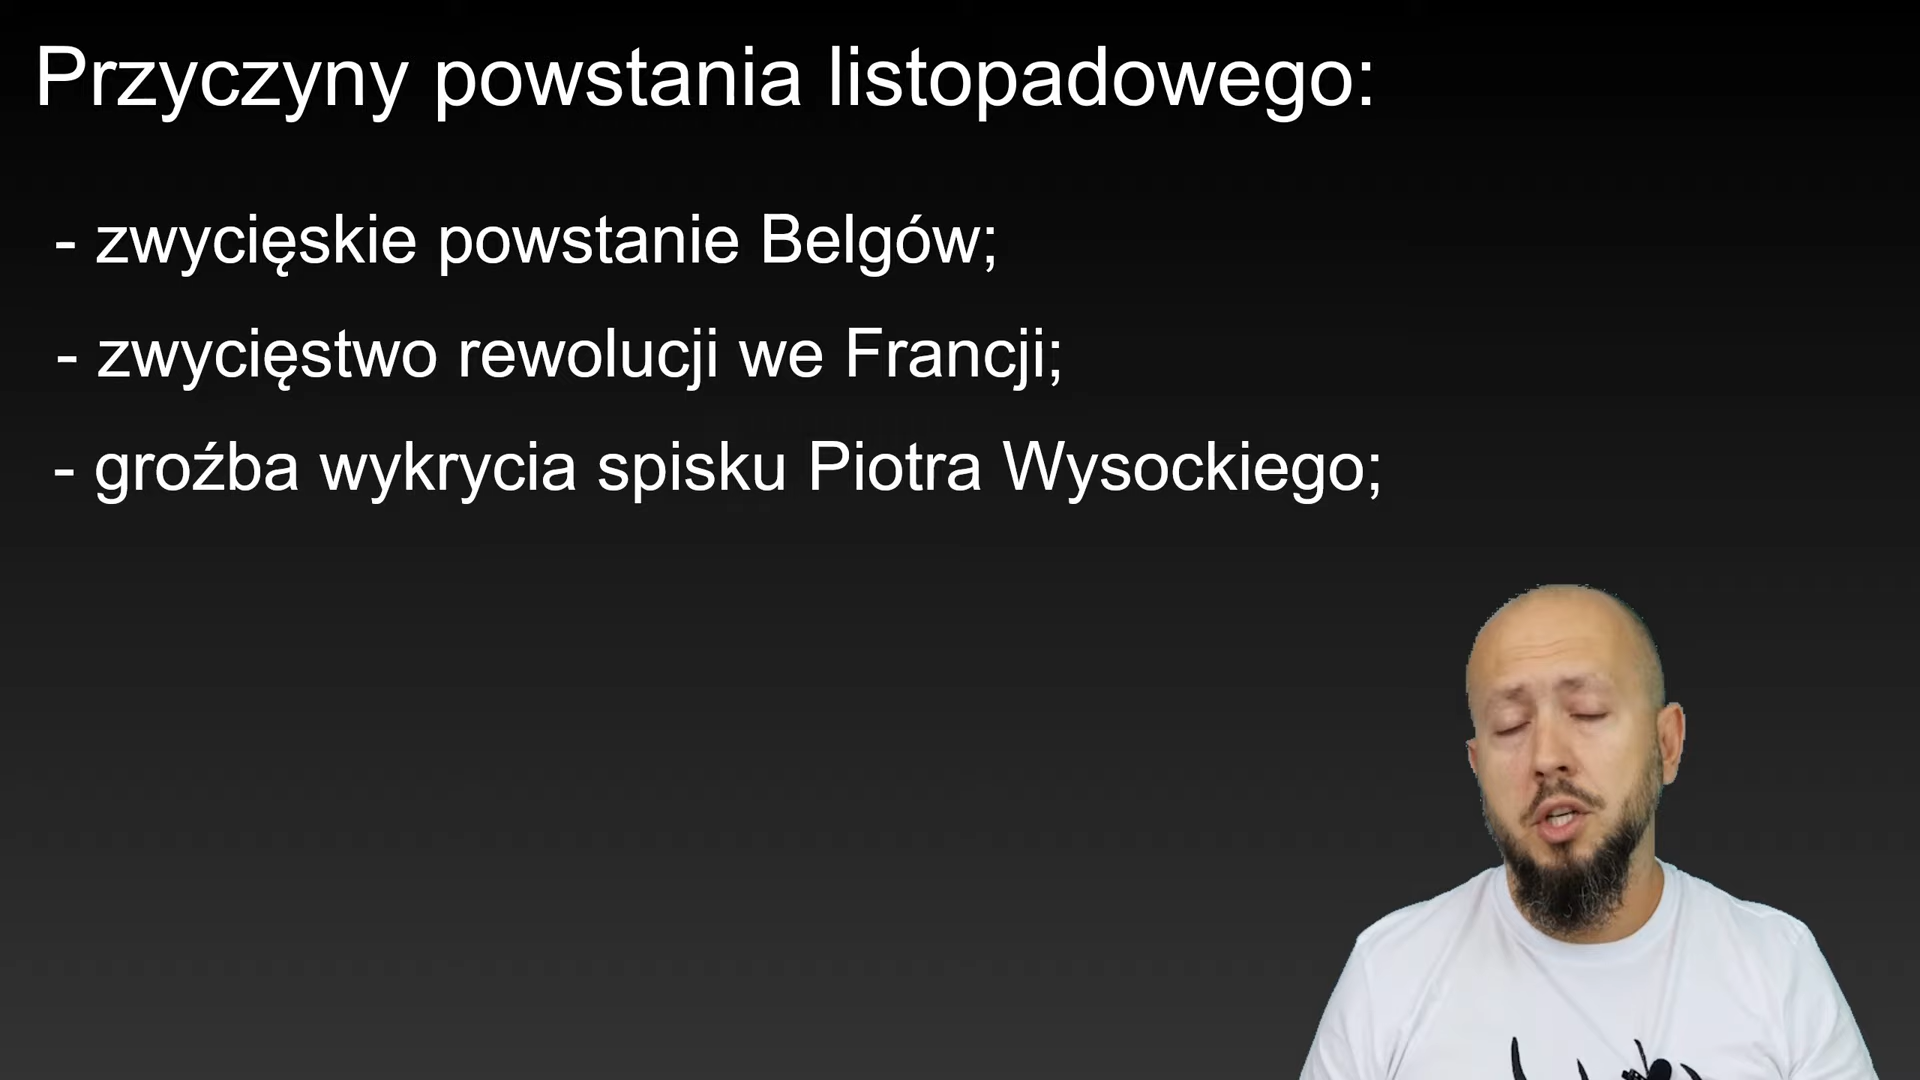 Przyczyny powstania listopadowego:
- zwycięskie powstanie Belgów;
- zwycięstwo rewolucji we Francji;
- groźba wykrycia spisku Piotra Wysockiego;